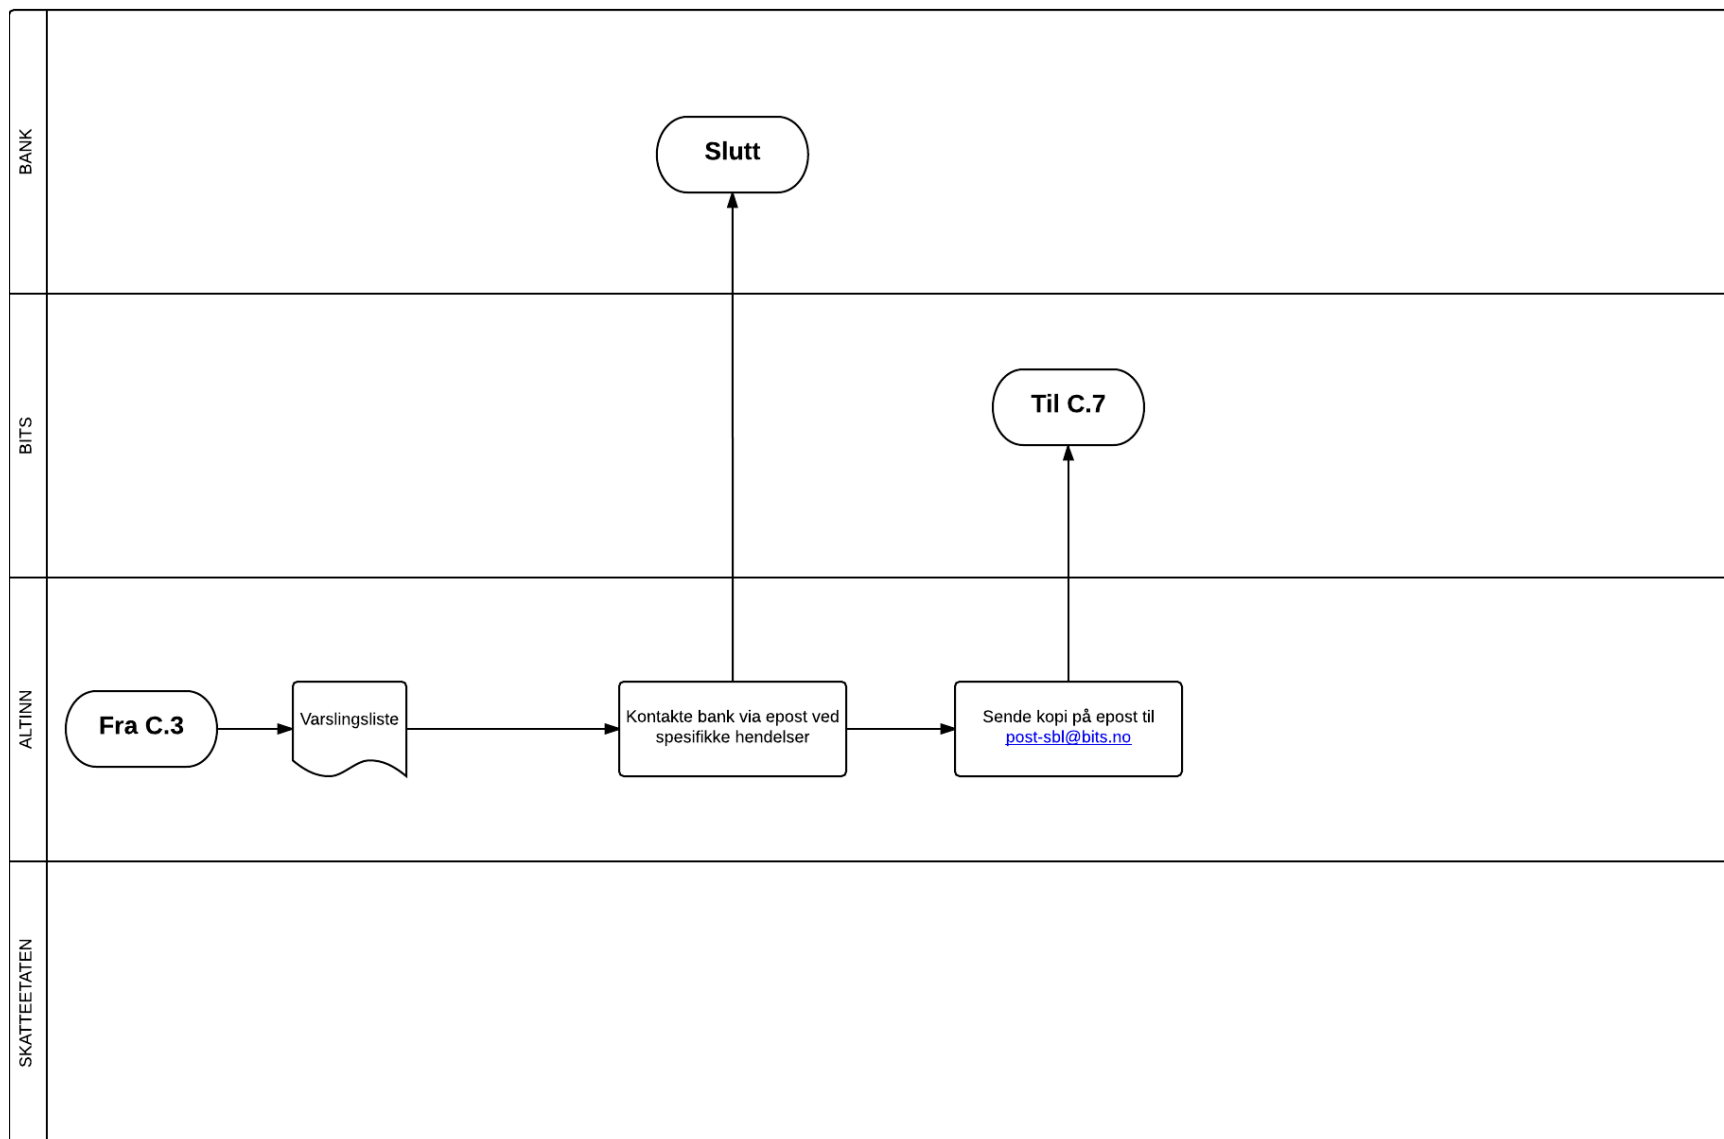 BANK
Slutt
BITS
Til C.7
ALTINN
Fra C.3
Varslingsliste
Kontakte bank via epost ved
spesifikke hendelser
Sende kopi på epost til
post-sbl@bits.no
SKATTEETATEN